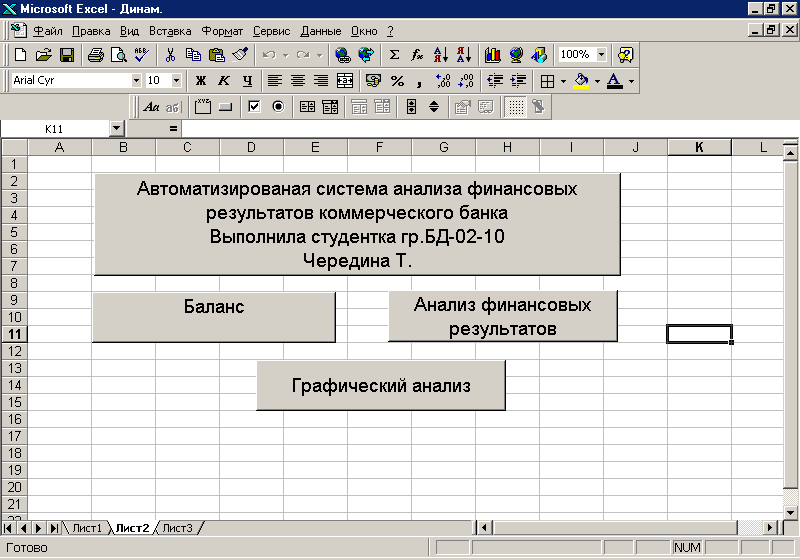 Microsoft Excel - Динам.
Файл Правка Вид Вставка Формат Сервис Данные Окно ?
100%
Arial Cyr 10 Ж К Ч
K11 =
A B C D E F G H I J K L
1
2
3
4
5
6
7
8
9
10
11
12
13
14
15
16
17
18
19
20
21
Автоматизированая система анализа финансовых
результатов коммерческого банка
Выполнила студентка гр.БД-02-10
Чередина Т.
Баланс
Анализ финансовых
результатов
Графический анализ
Лист1 Лист2 Лист3
Готово NUM